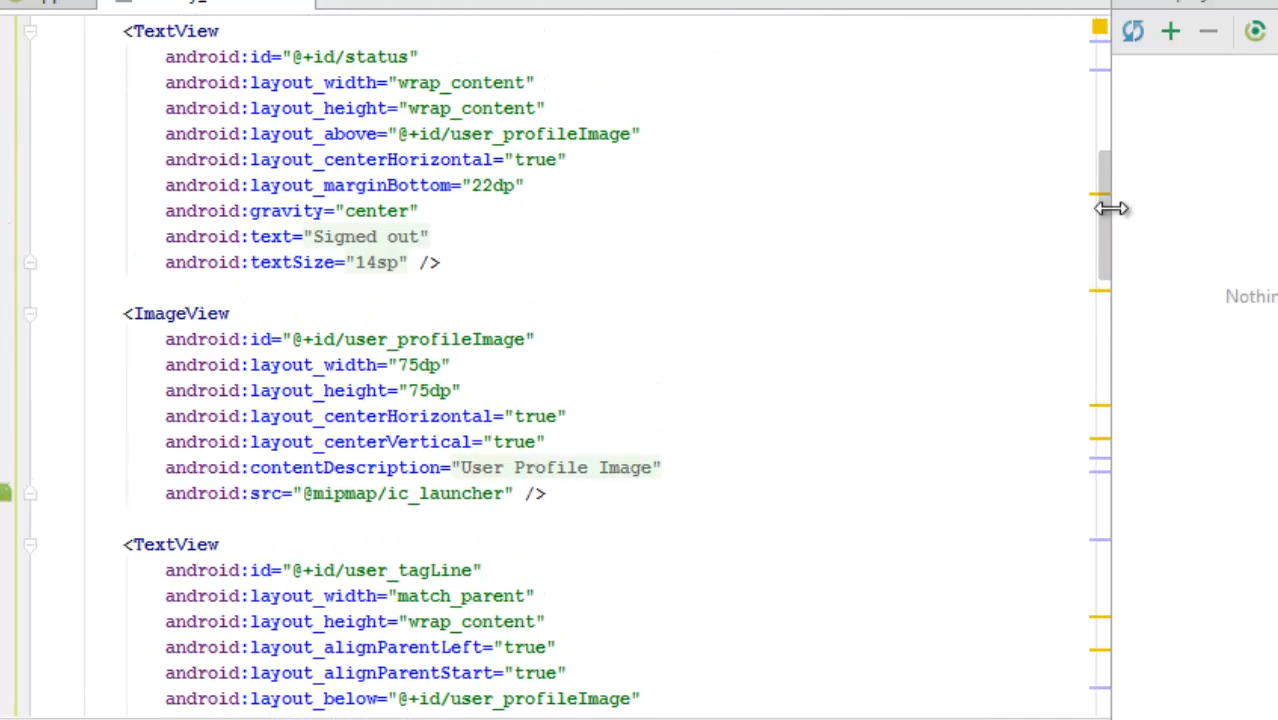 <TextView
android:id="@+id/status"
android:layout_width="wrap_content"
android:layout_height="wrap_content"
android:layout_above="@+id/user_profileImage"
android:layout_centerHorizontal="true"
android:layout_marginBottom="22dp"
android:gravity="center"
android:text="Signed out"
android:textSize="14sp" />
<ImageView
android:id="@+id/user_profileImage"
android:layout_width="75dp"
android:layout_height="75dp"
android:layout_centerHorizontal="true"
android:layout_centerVertical="true"
android:contentDescription="User Profile Image"
android:src="@mipmap/ic_launcher" />
<TextView
android:id="@+id/user_tagLine"
android:layout_width="match_parent"
android:layout_height="wrap_content"
android:layout_alignParentLeft="true"
android:layout_alignParentStart="true"
android:layout_below="@+id/user_profileImage"